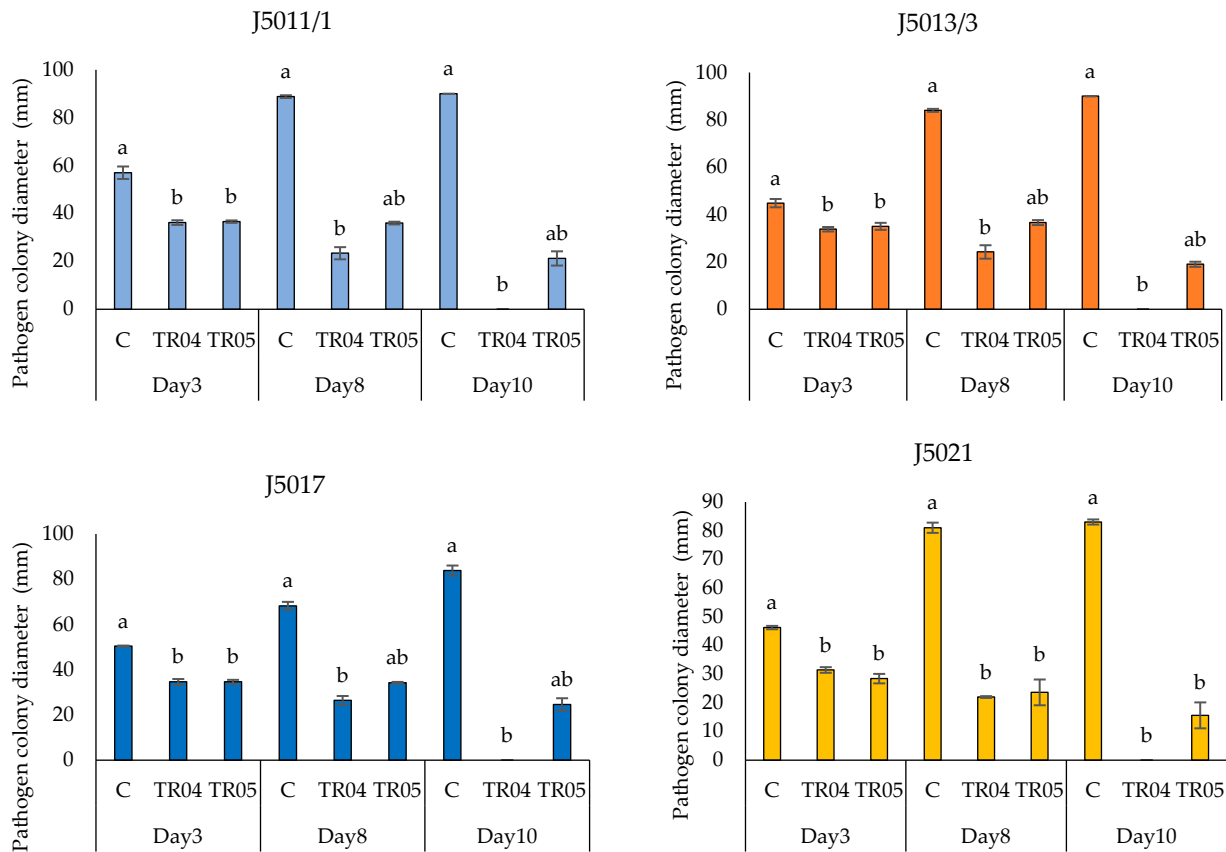 J5011/1
Pathogen colony diameter (mm)
100
80
60
40
20
0
a
b
b
a
b
ab
a
b
ab
C TR04 TR05 C TR04 TR05 C TR04 TR05
Day3 Day8 Day10
J5013/3
Pathogen colony diameter (mm)
100
80
60
40
20
0
a
b
b
a
b
ab
a
b
ab
C TR04 TR05 C TR04 TR05 C TR04 TR05
Day3 Day8 Day10
J5017
Pathogen colony diameter (mm)
100
80
60
40
20
0
a
b
b
a
b
ab
a
b
ab
C TR04 TR05 C TR04 TR05 C TR04 TR05
Day3 Day8 Day10
J5021
Pathogen colony diameter (mm)
90
80
70
60
50
40
30
20
10
0
a
b
b
a
b
b
a
b
b
C TR04 TR05 C TR04 TR05 C TR04 TR05
Day3 Day8 Day10